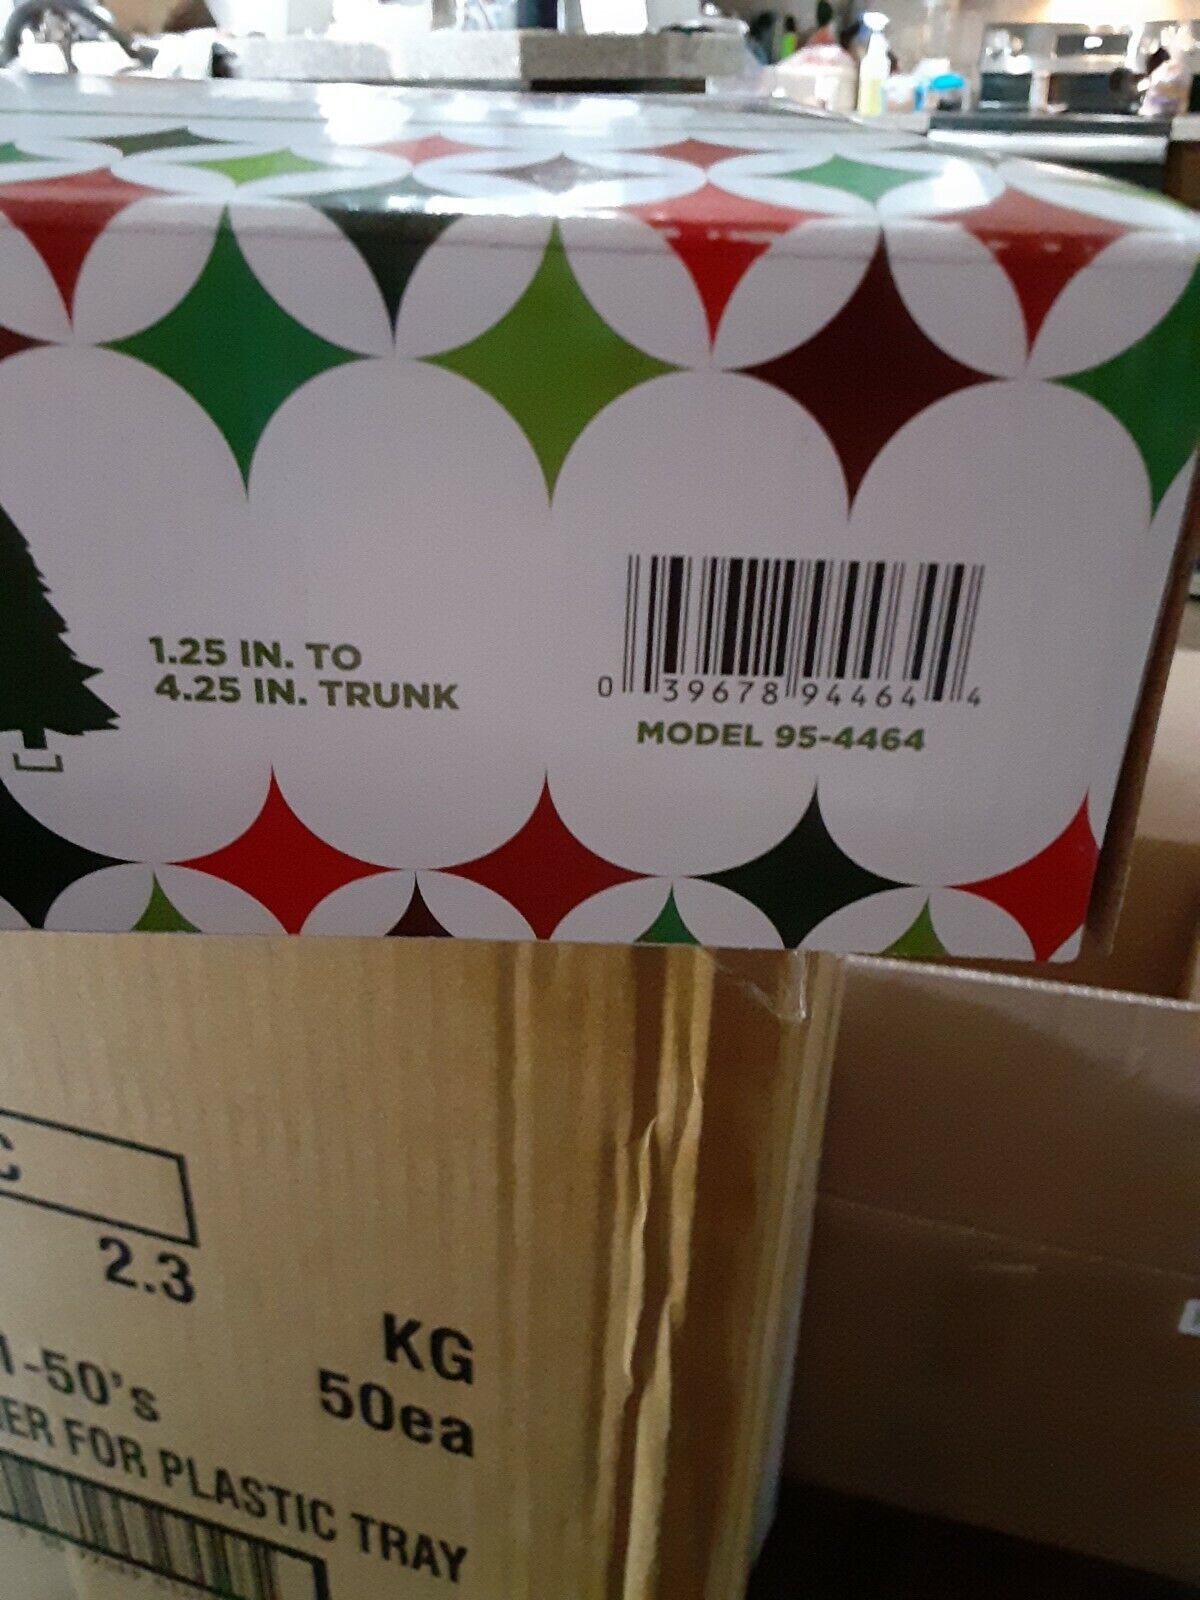 1.25 IN. TO
4.25 IN. TRUNK
0 39678 94464 4
MODEL 95-4464
2.3
KG
1-50's
50ea
FOR PLASTIC TRAY